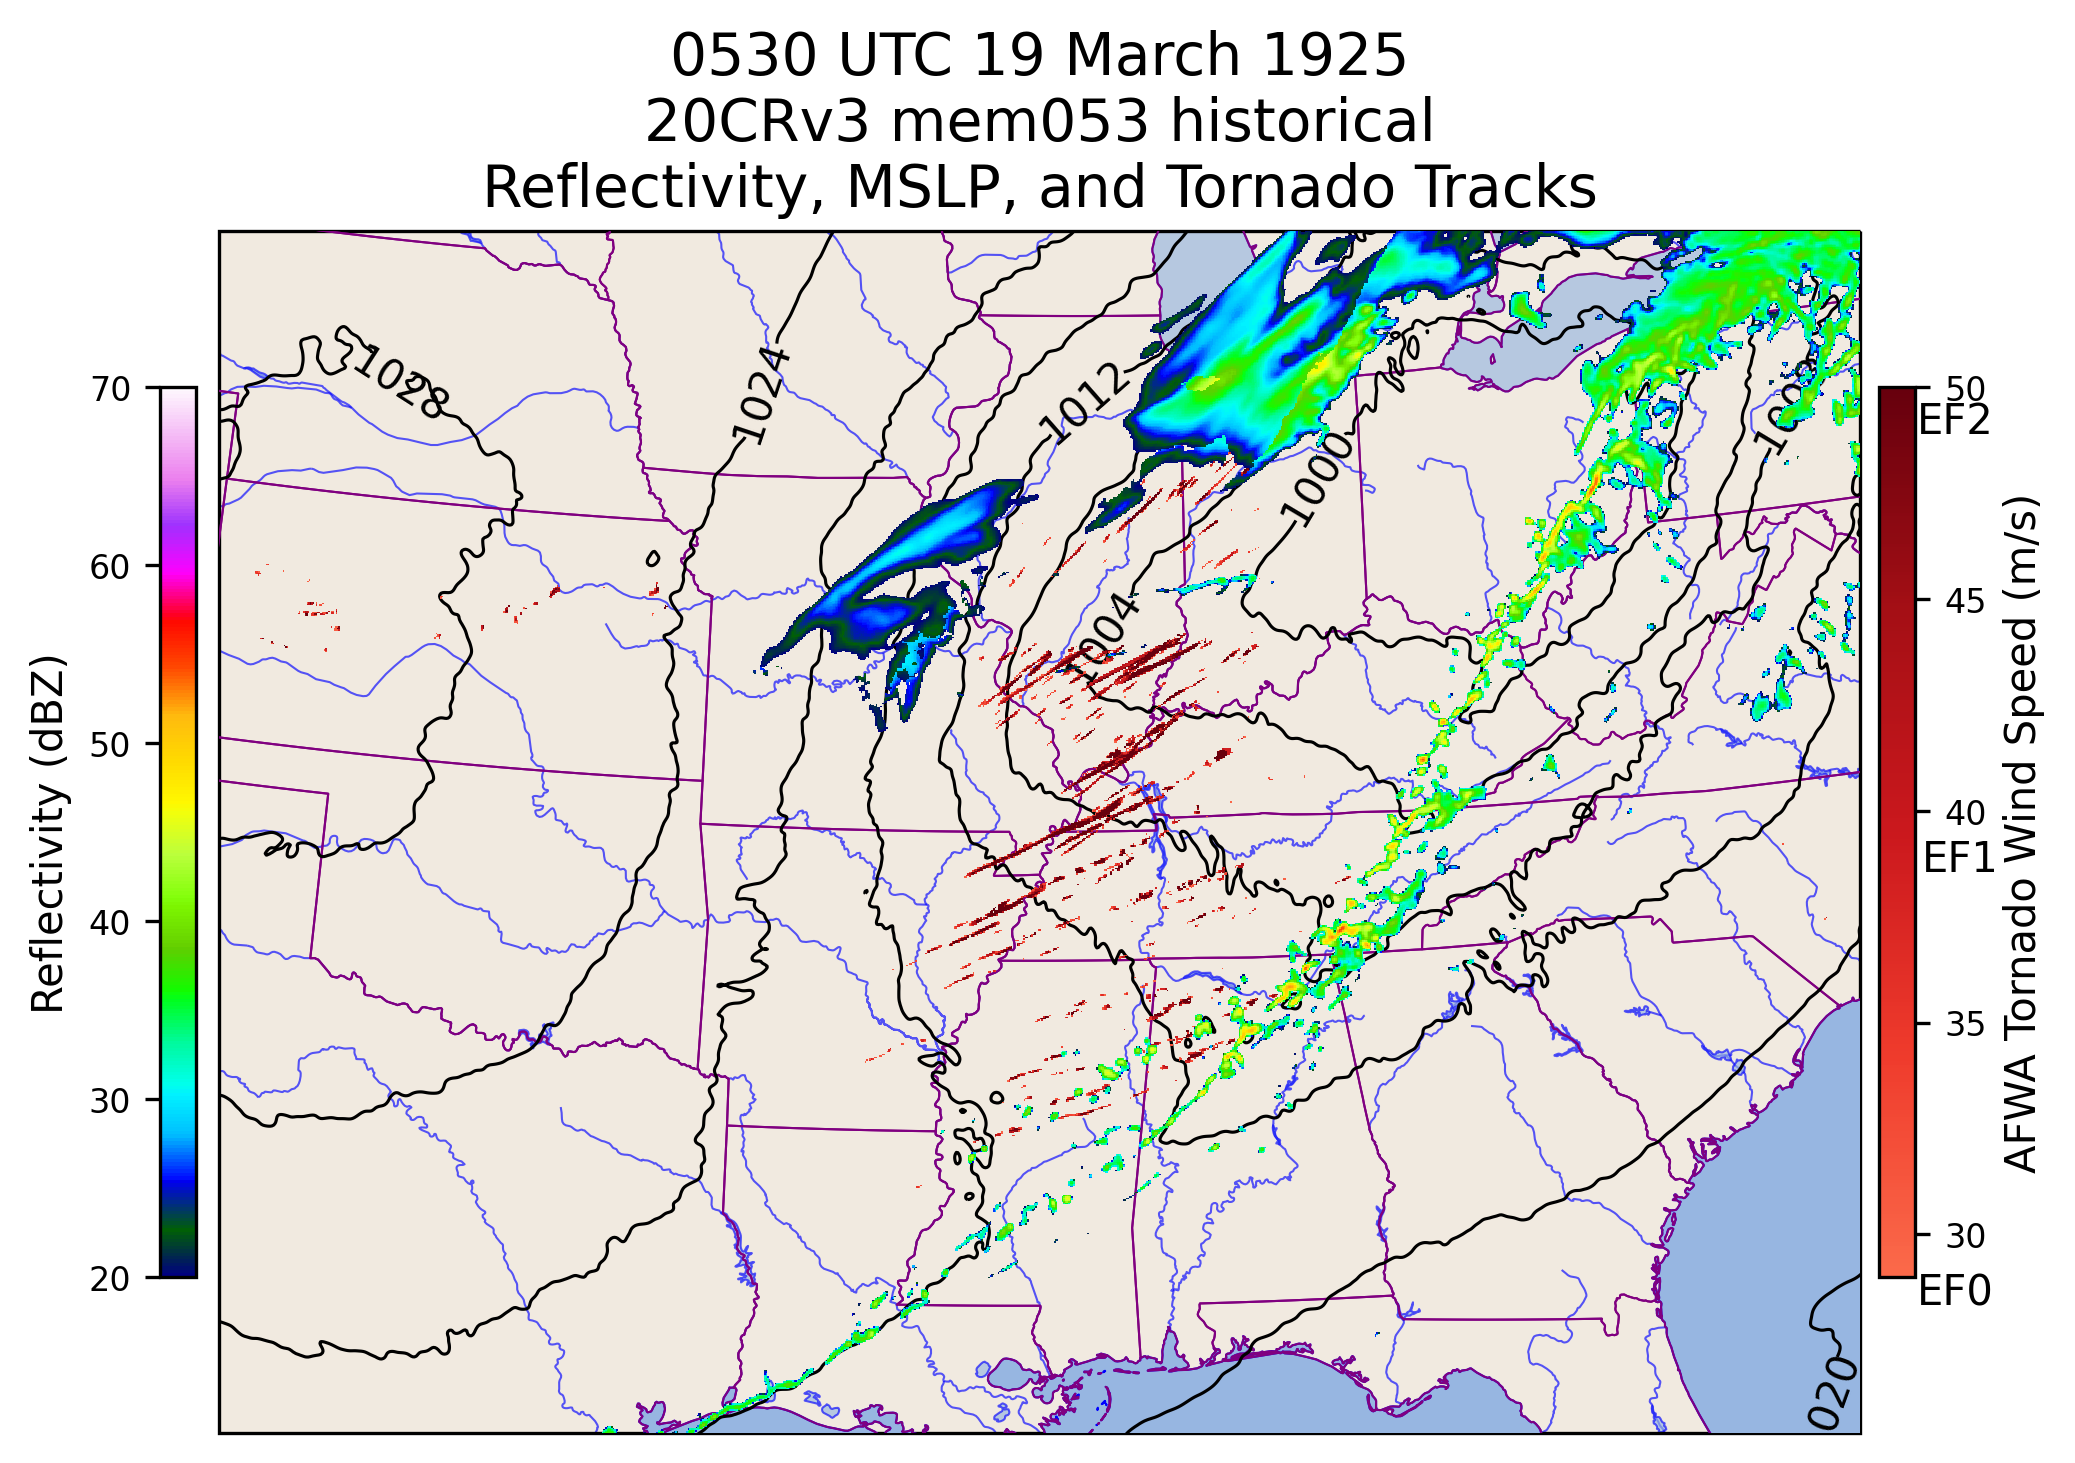 0530 UTC 19 March 1925
20CRv3 mem053 historical
Reflectivity, MSLP, and Tornado Tracks
1028
1024
1012
1000
1004
020
70
60
50
40
30
20
Reflectivity (dBZ)
50
EF2
45
40
EF1
35
30
EF0
AFWA Tornado Wind Speed (m/s)